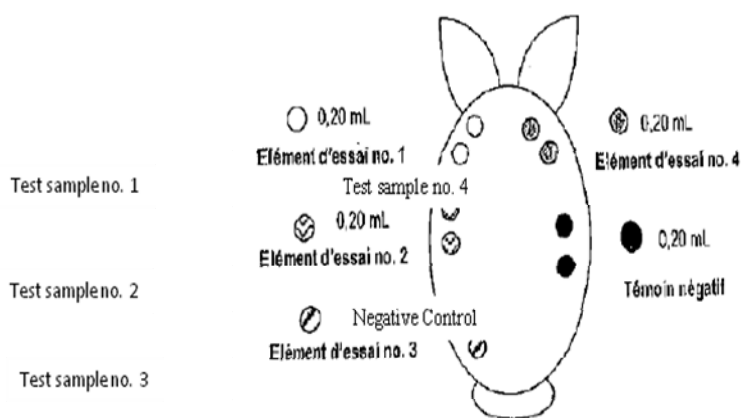 0,20 mL
Elément d'essai no. 1
0,20 mL
Elément d'essai no. 4
Test sample no. 1
Test sample no. 4
0,20 mL
Elément d'essai no. 2
0,20 mL
Témoin négatif
Test sample no. 2
Negative Control
Elément d'essai no. 3
Test sample no. 3